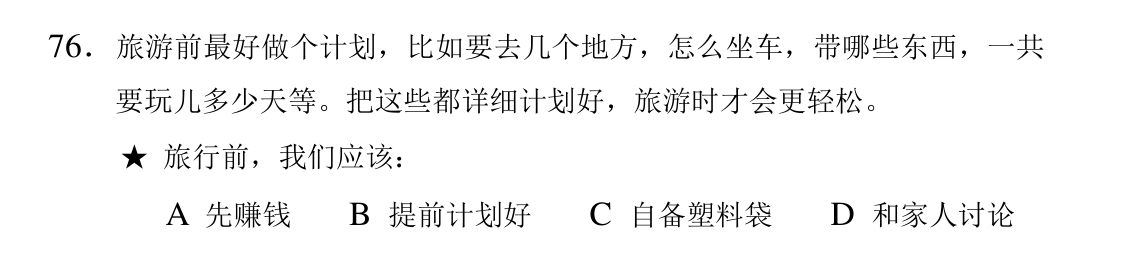 76．旅游前最好做个计划，比如要去几个地方，怎么坐车，带哪些东西，一共
要玩儿多少天等。把这些都详细计划好，旅游时才会更轻松。
★ 旅行前，我们应该：
A 先赚钱 B 提前计划好 C 自备塑料袋 D 和家人讨论